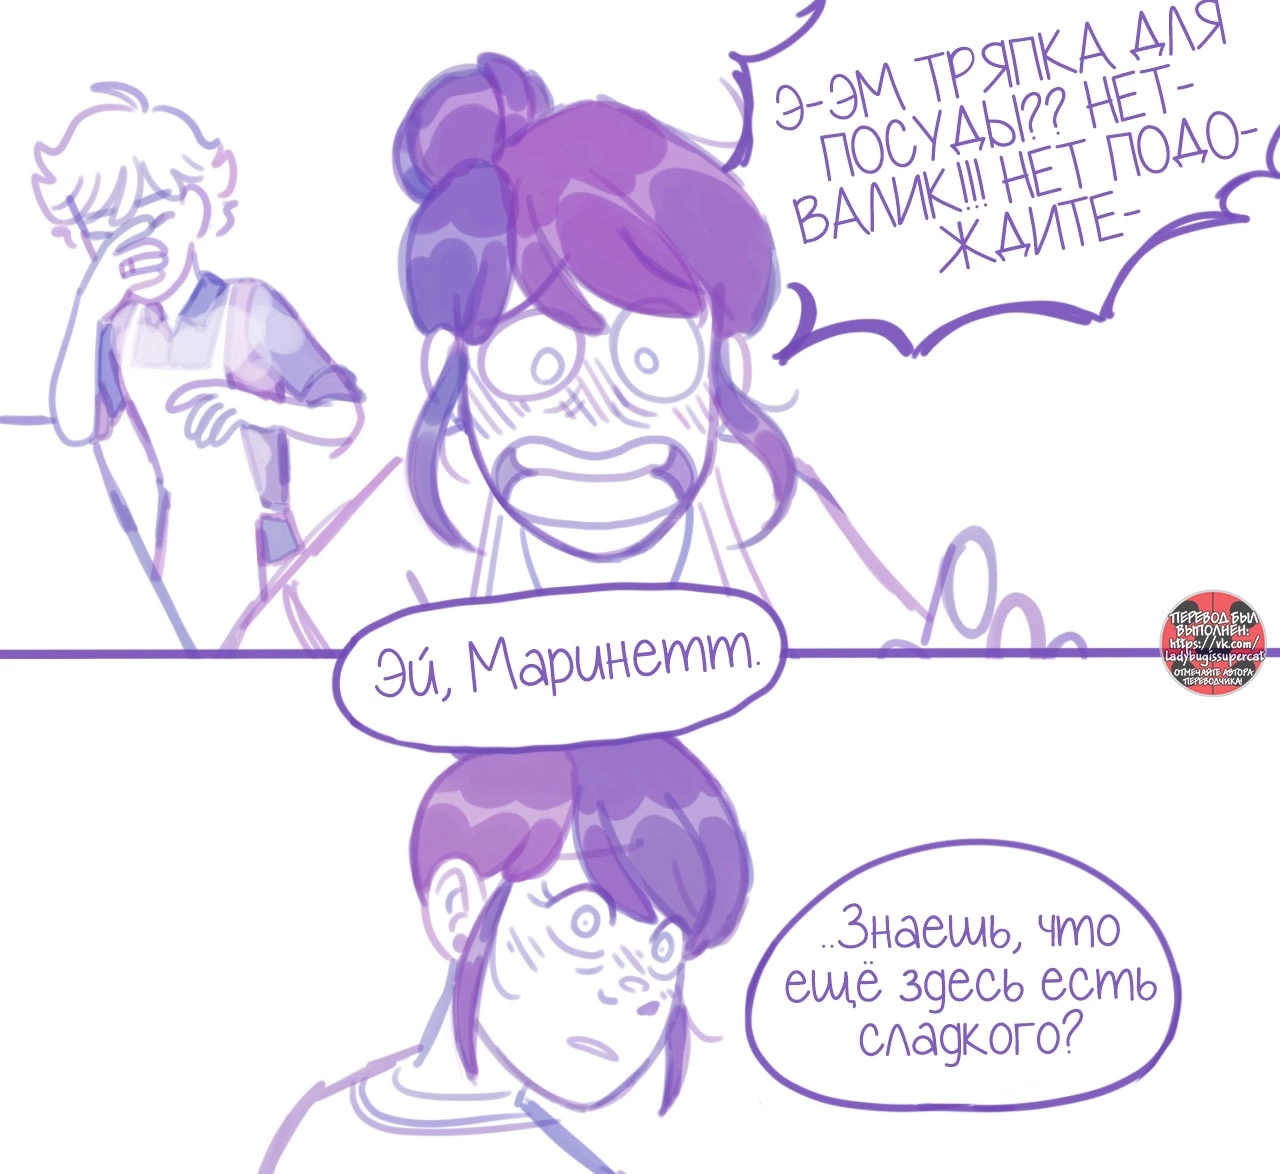 Э-ЭМ ТРЯПКА ДЛЯ
ПОСУДЫ?? НЕТ-
ВАЛИК!!! НЕТ ПОДО-
ЖДИТЕ-
Эй, Маринетт.
ПЕРЕВОД БЫЛ
ВЫПОЛНЕН:
https://vk.com/
ladybugissupercat
ОТМЕЧАЙТЕ АВТОРА
ПЕРЕВОДЧИКА!
..Знаешь, что
ещё здесь есть
сладкого?